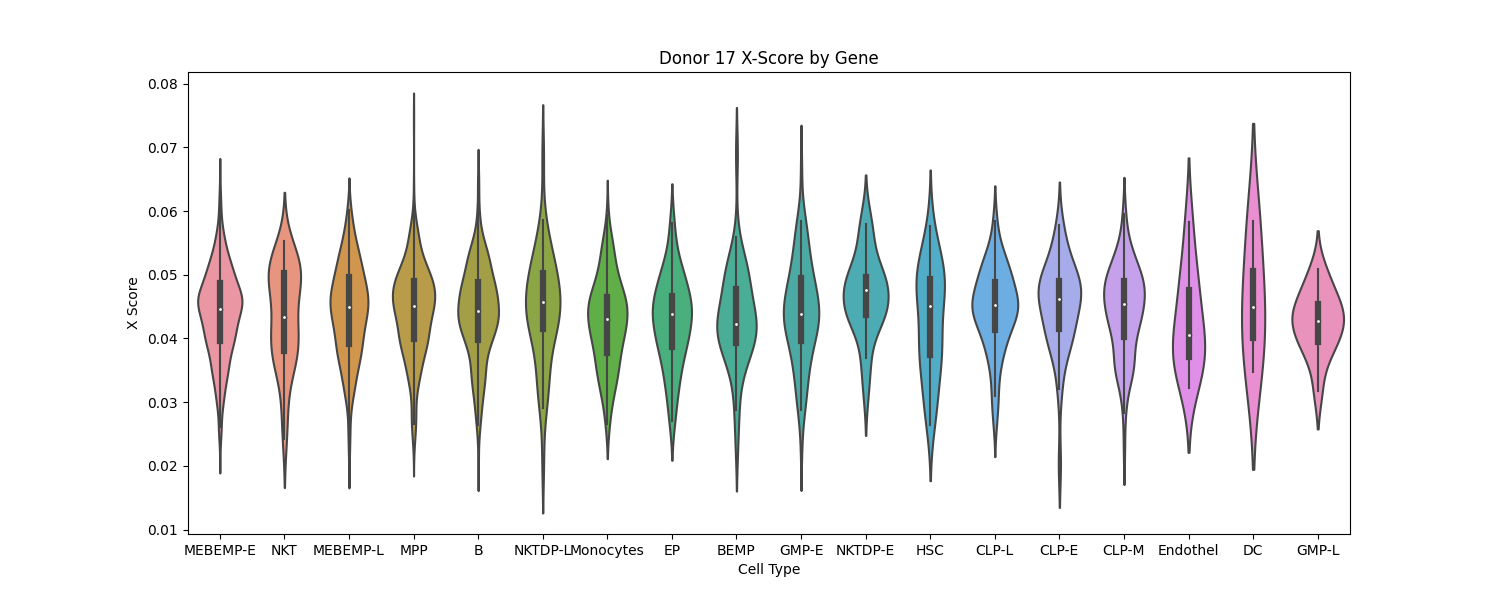 Donor 17 X-Score by Gene
0.08
0.07
0.06
0.05
0.04
0.03
0.02
0.01
X Score
MEBEMP-E NKT MEBEMP-L MPP B NKTDP-L Monocytes EP BEMP GMP-E NKTDP-E HSC CLP-L CLP-E CLP-M Endothel DC GMP-L
Cell Type